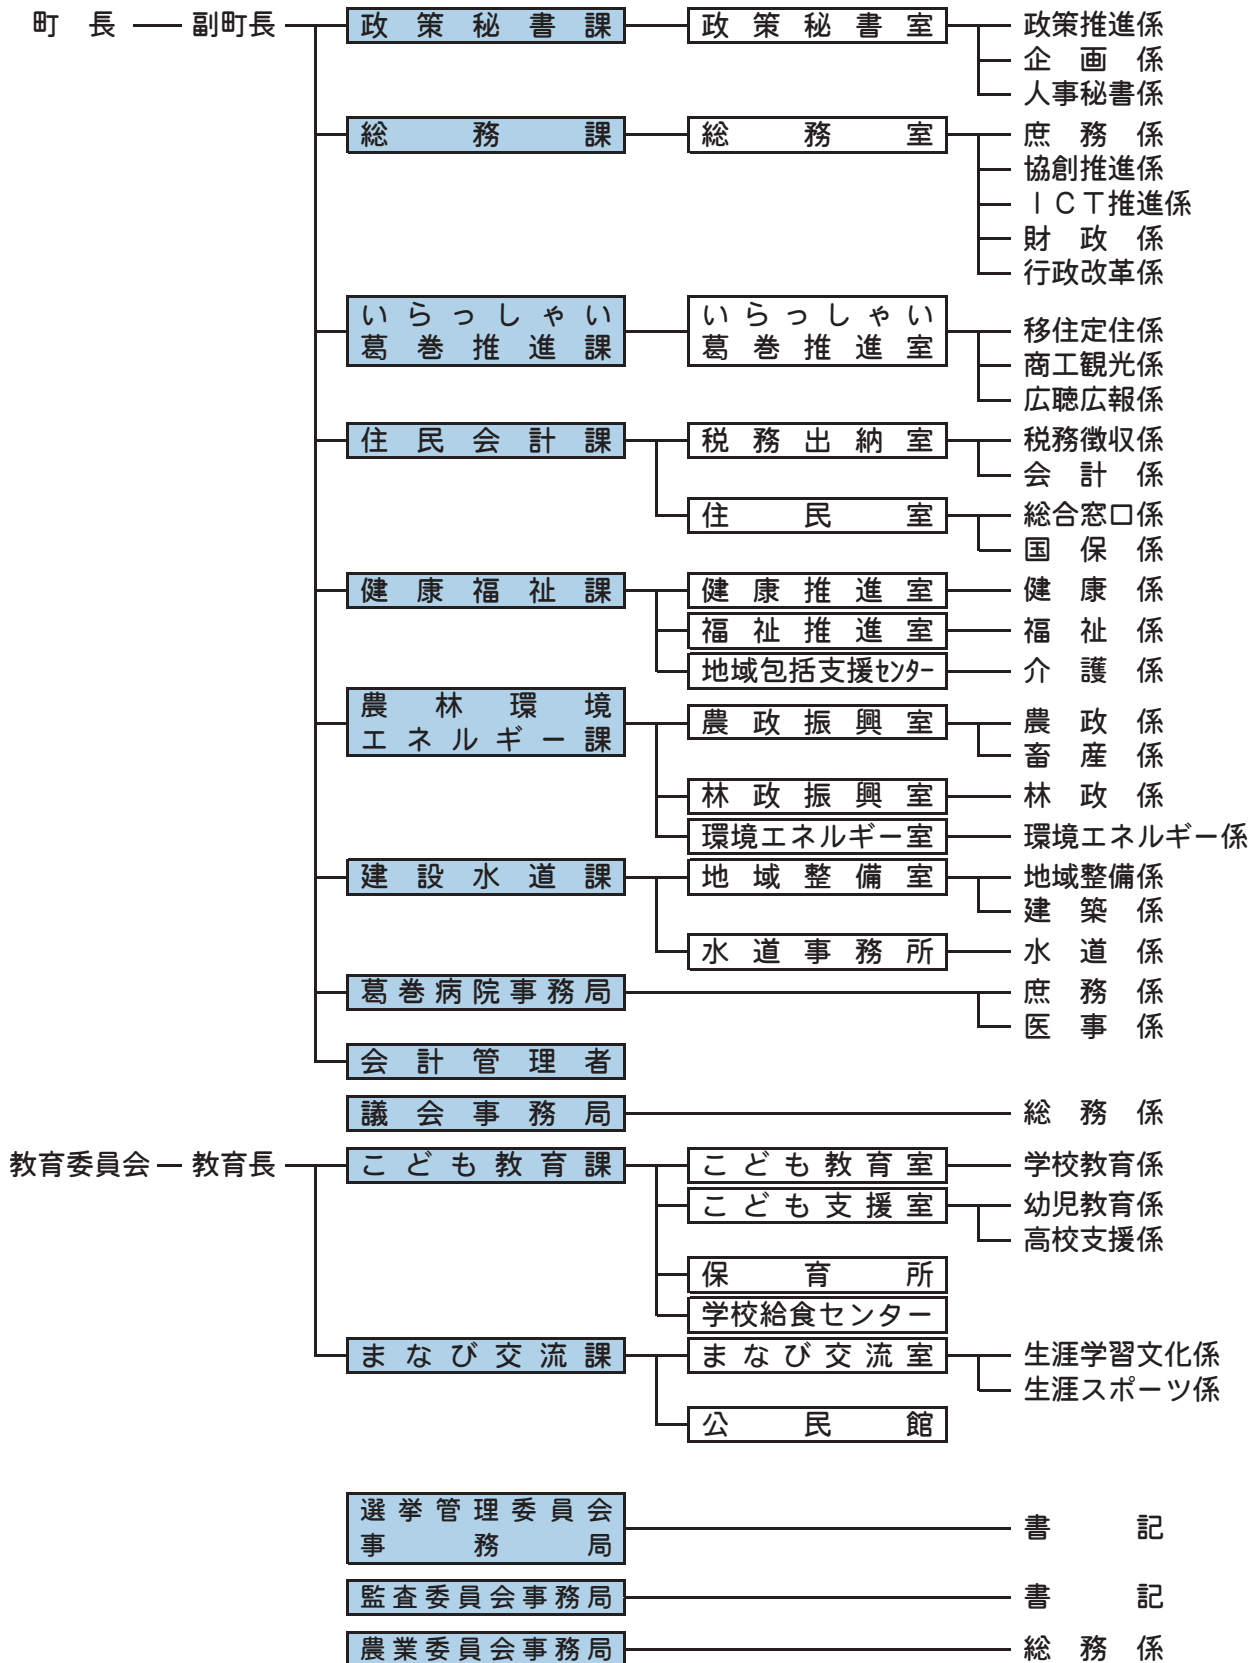 町長 副町長 政策秘書課 政策秘書室 政策推進係
企画係
人事秘書係
総務課 総務室 庶務係
協創推進係
ICT推進係
財政係
行政改革係
いらっしゃい
葛巻推進課
いらっしゃい
葛巻推進室
移住定住係
商工観光係
広聴広報係
住民会計課 税務出納室 税務徴収係
会計係
住民室 総合窓口係
国保係
健康福祉課 健康推進室 健康係
福祉推進室 福祉係
地域包括支援センター 介護係
農林環境
エネルギー課
農政振興室 農政係
畜産係
林政振興室 林政係
環境エネルギー室 環境エネルギー係
建設水道課 地域整備室 地域整備係
建築係
水道事務所 水道係
葛巻病院事務局 庶務係
医事係
会計管理者
議会事務局 総務係
教育委員会 教育長 こども教育課 こども教育室 学校教育係
こども支援室 幼児教育係
高校支援係
保育所
学校給食センター
まなび交流課 まなび交流室 生涯学習文化係
生涯スポーツ係
公民館
選挙管理委員会
事務局
書記
監査委員会事務局 書記
農業委員会事務局 総務係